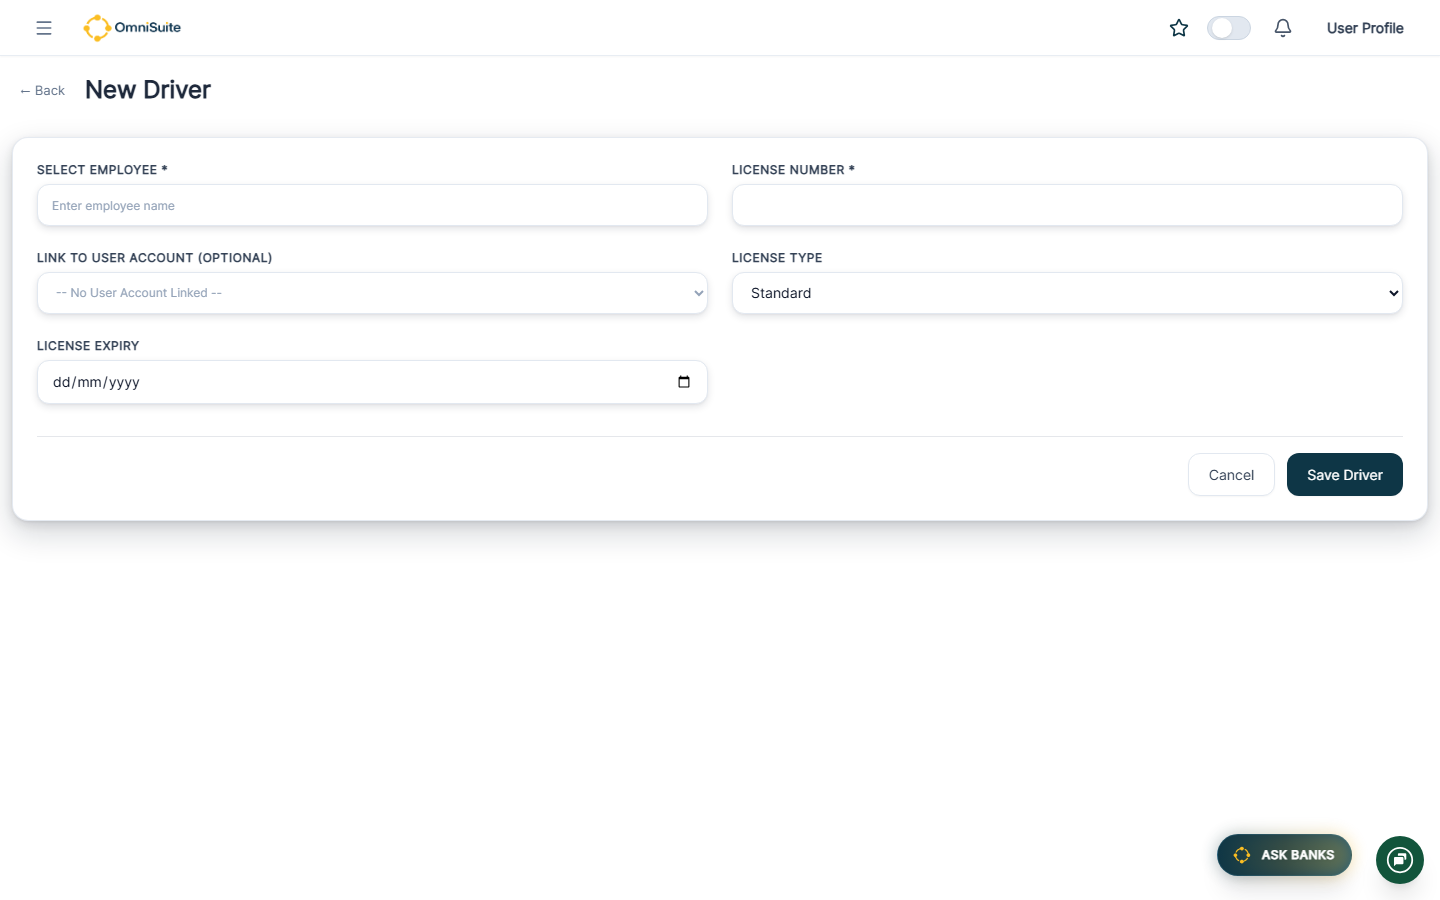 OmniSuite
User Profile
← Back
New Driver
SELECT EMPLOYEE *
Enter employee name
LICENSE NUMBER *
LINK TO USER ACCOUNT (OPTIONAL)
-- No User Account Linked --
LICENSE TYPE
Standard
LICENSE EXPIRY
dd/mm/yyyy
Cancel
Save Driver
ASK BANKS